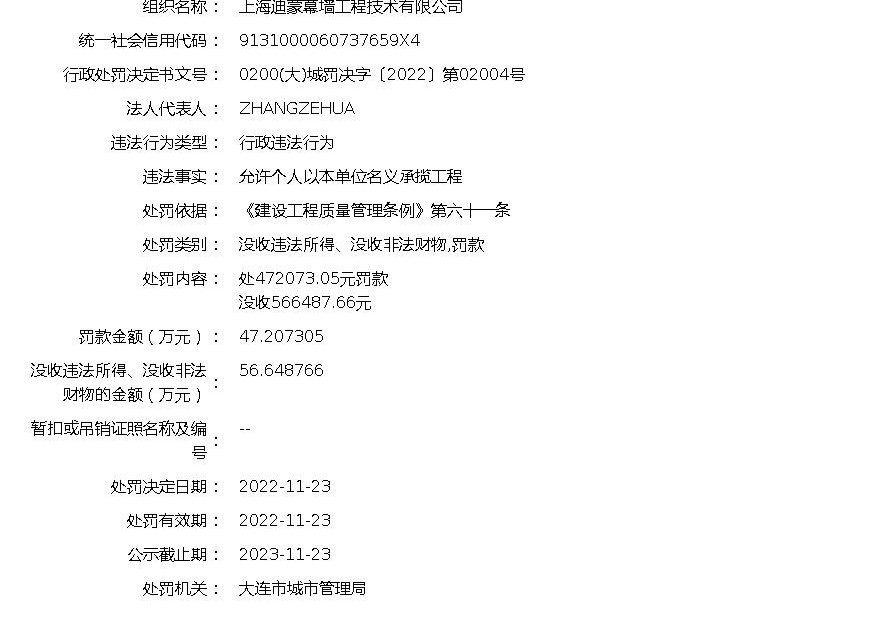 组织名称： 上海迪蒙幕墙工程技术有限公司
统一社会信用代码： 9131000060737659X4
行政处罚决定书文号： 0200(大)城罚决字〔2022〕第02004号
法人代表人： ZHANGZEHUA
违法行为类型： 行政违法行为
违法事实： 允许个人以本单位名义承揽工程
处罚依据： 《建设工程质量管理条例》第六十一条
处罚类别： 没收违法所得、没收非法财物,罚款
处罚内容： 处472073.05元罚款
没收566487.66元
罚款金额（万元）： 47.207305
没收违法所得、没收非法
财物的金额（万元）： 56.648766
暂扣或吊销证照名称及编
号： --
处罚决定日期： 2022-11-23
处罚有效期： 2022-11-23
公示截止期： 2023-11-23
处罚机关： 大连市城市管理局